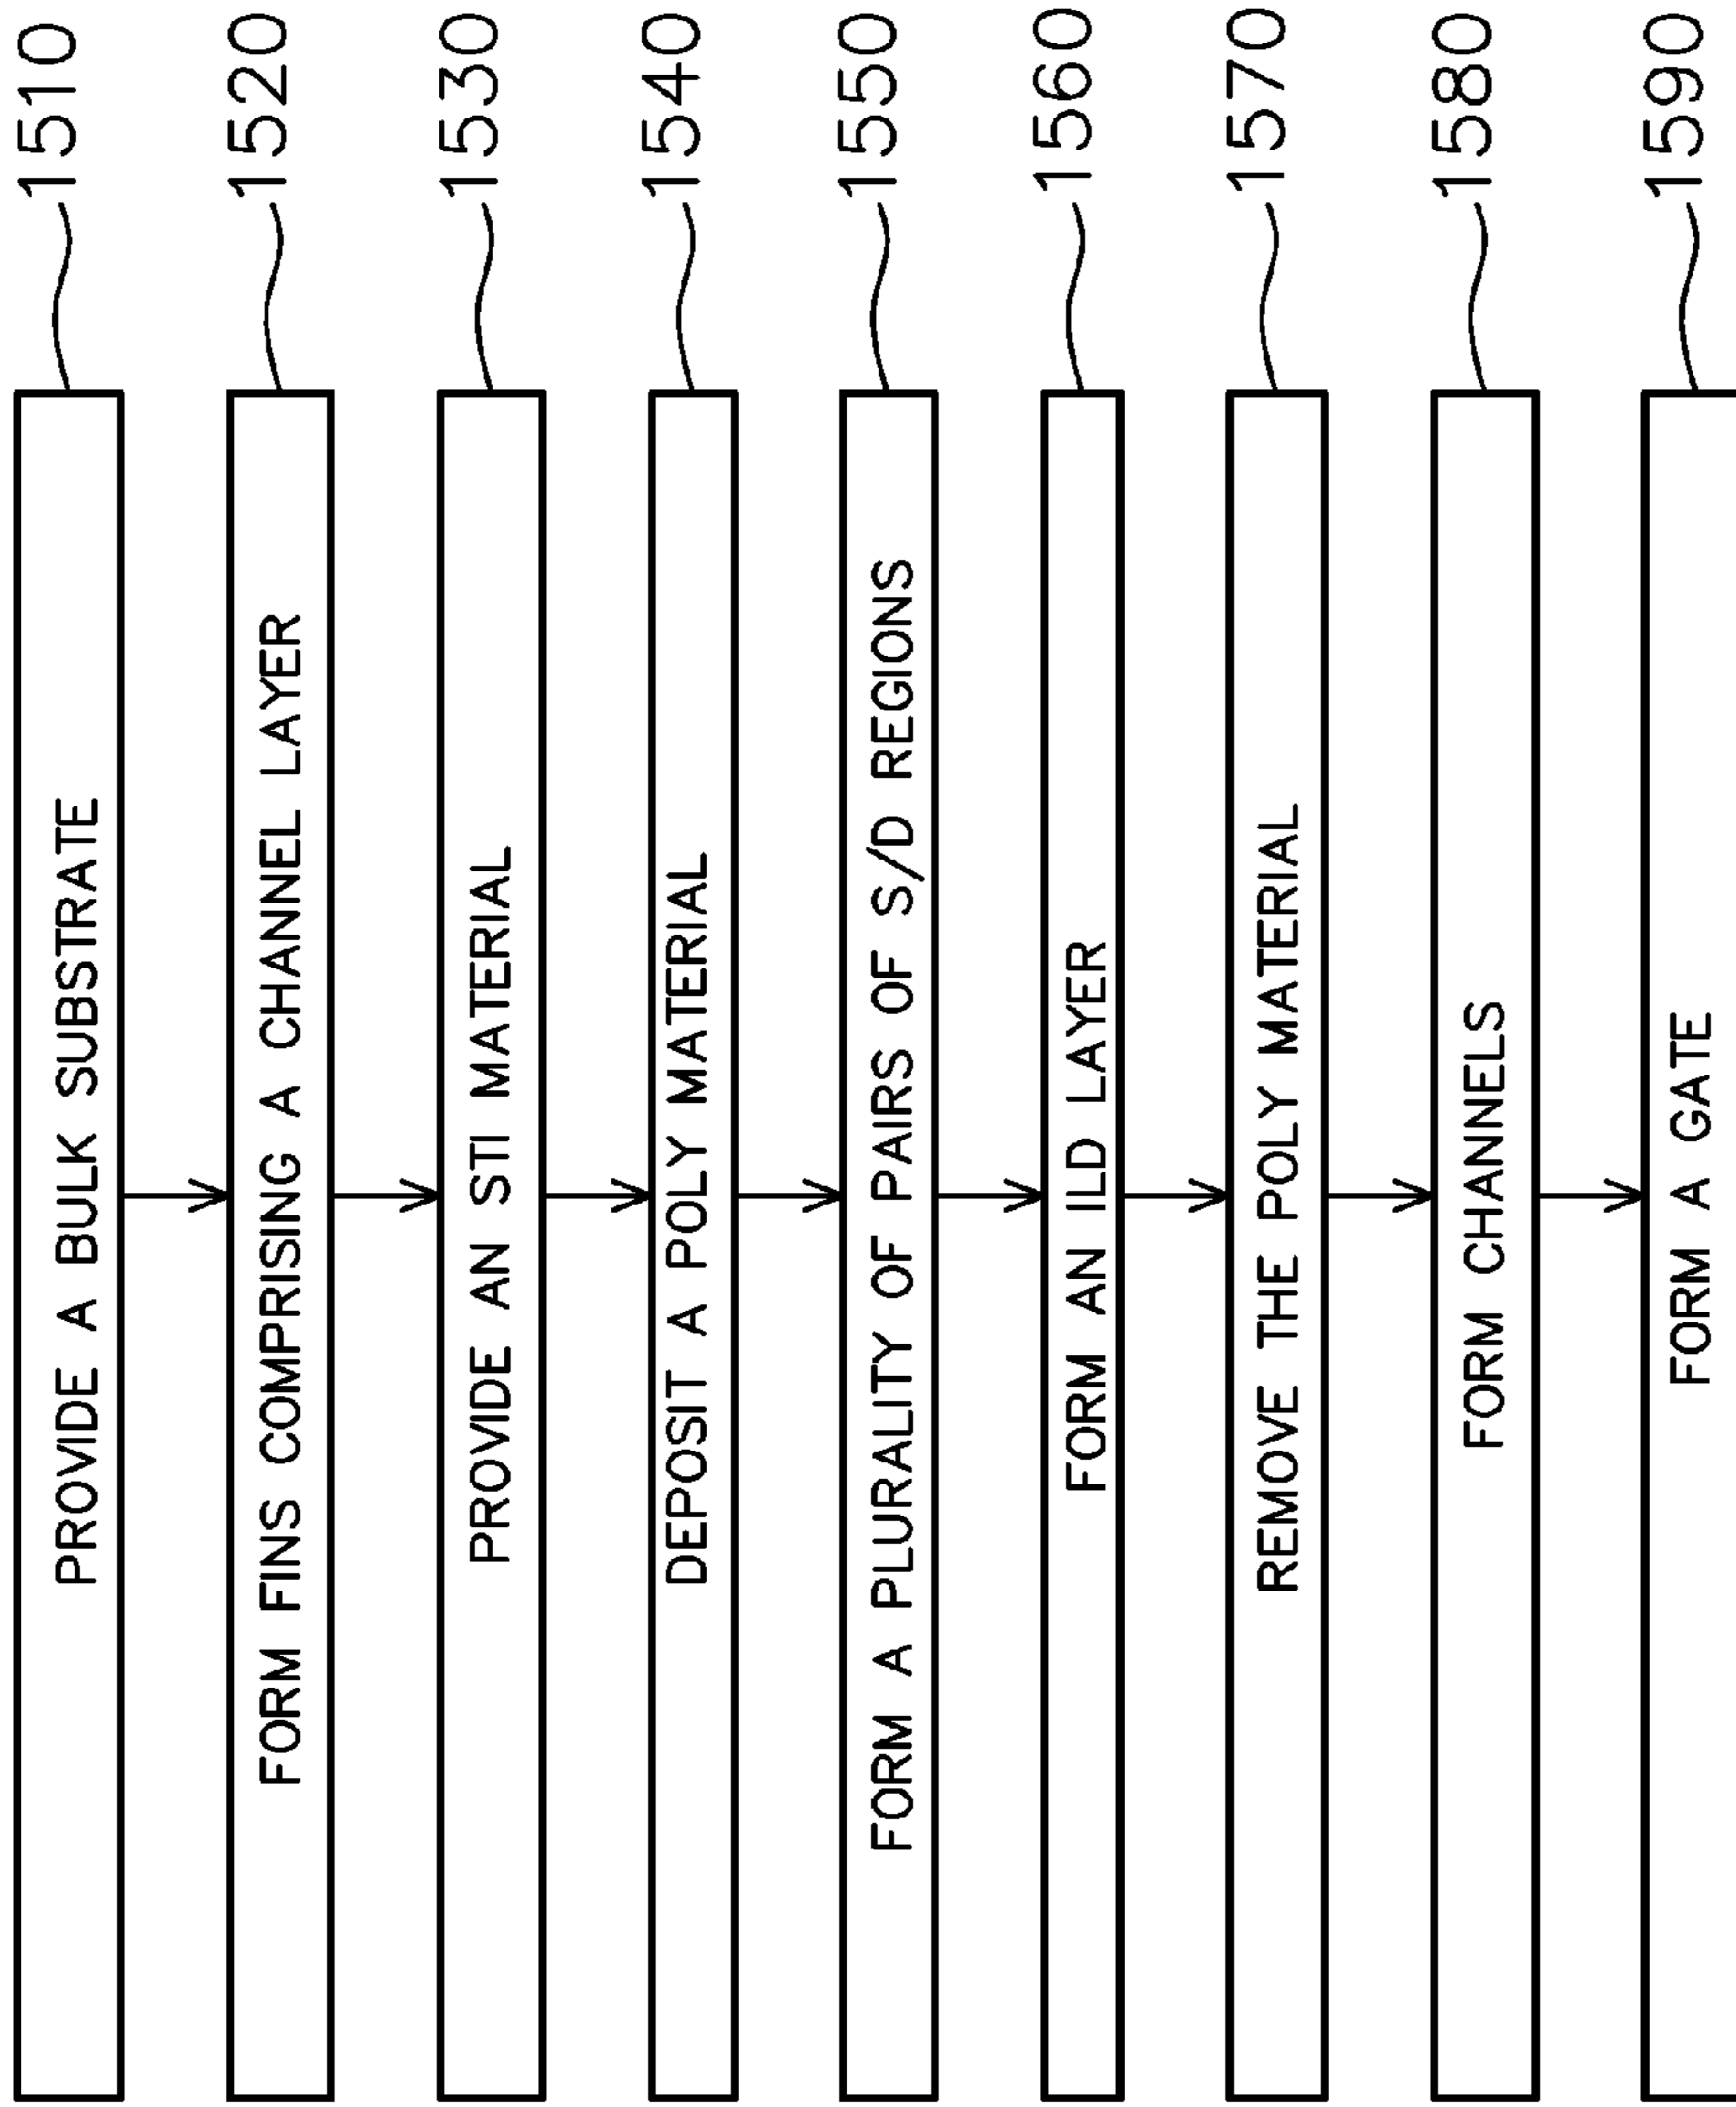 PROVIDE A BULK SUBSTRATE 1510
FORM FINS COMPRISING A CHANNEL LAYER 1520
PROVIDE AN STI MATERIAL 1530
DEPOSIT A POLY MATERIAL 1540
FORM A PLURALITY OF PAIRS OF S/D REGIONS 1550
FORM AN ILD LAYER 1560
REMOVE THE POLY MATERIAL 1570
FORM CHANNELS 1580
FORM A GATE 1590